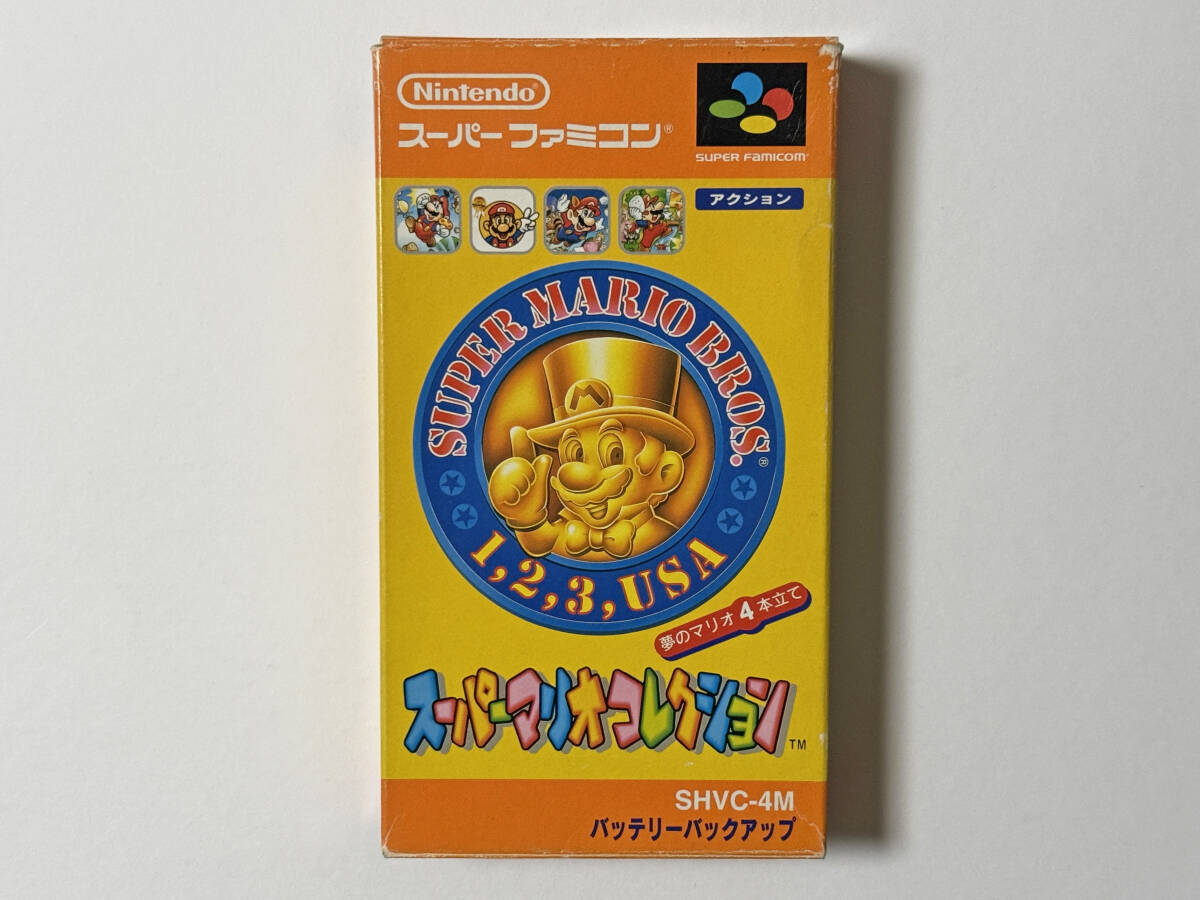 Nintendo
スーパーファミコン®
SUPER FAMICOM
アクション
SUPER MARIO BROS.®
1,2,3,USA
夢のマリオ4本立て
スーパーマリオコレクション™
SHVC-4M
バッテリーバックアップ